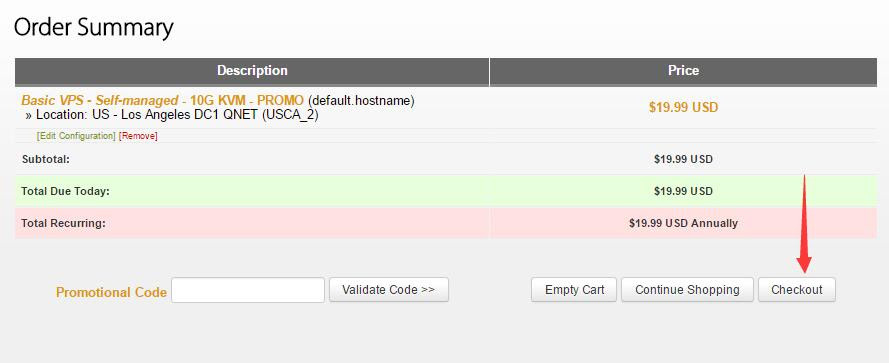 Order Summary
Description Price
Basic VPS - Self-managed - 10G KVM - PROMO (default.hostname) $19.99 USD
» Location: US - Los Angeles DC1 QNET (USCA_2)
[Edit Configuration] [Remove]
Subtotal: $19.99 USD
Total Due Today: $19.99 USD
Total Recurring: $19.99 USD Annually
Promotional Code Validate Code >> Empty Cart Continue Shopping Checkout